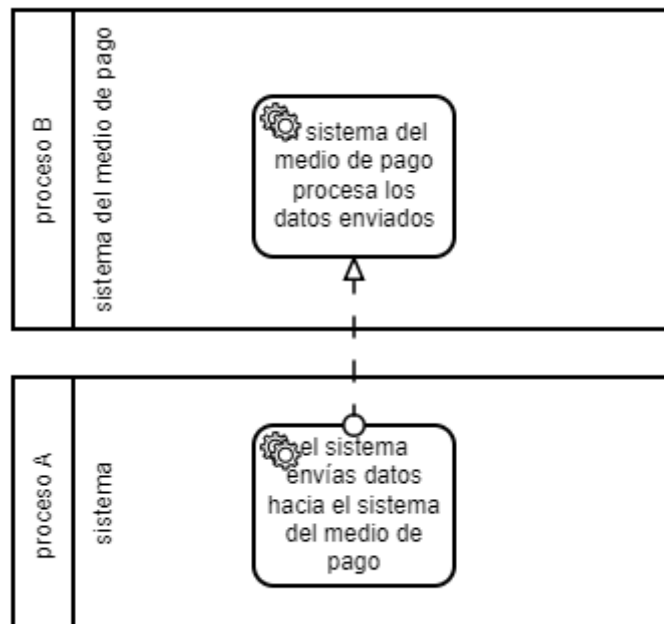 proceso B
sistema del medio de pago
sistema del
medio de pago
procesa los
datos enviados
proceso A
sistema
el sistema
envías datos
hacia el sistema
del medio de
pago